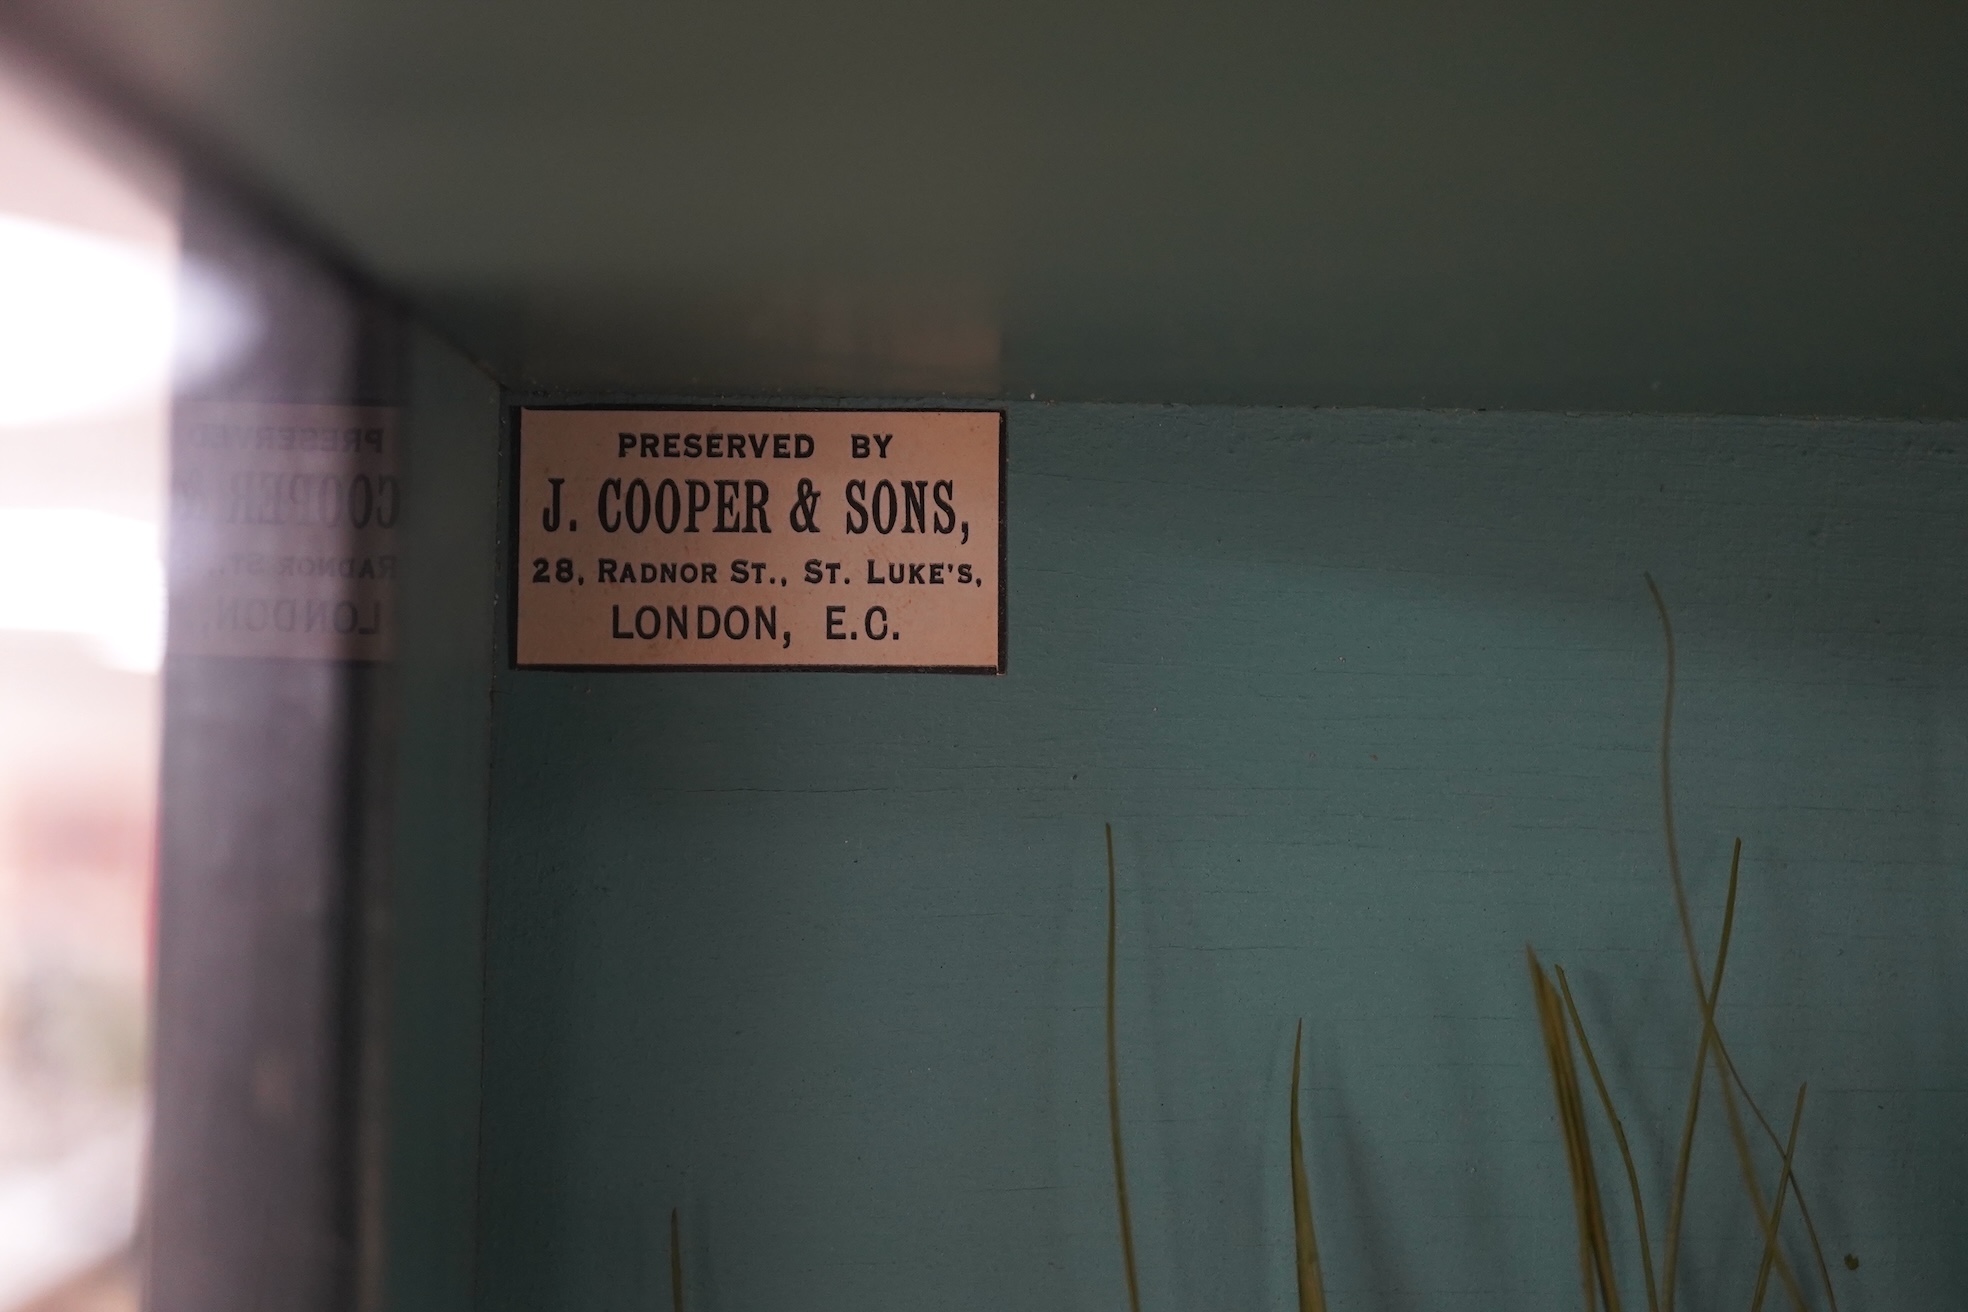 PRESERVED BY
J. COOPER & SONS,
28, RADNOR ST., ST. LUKE'S,
LONDON, E.C.